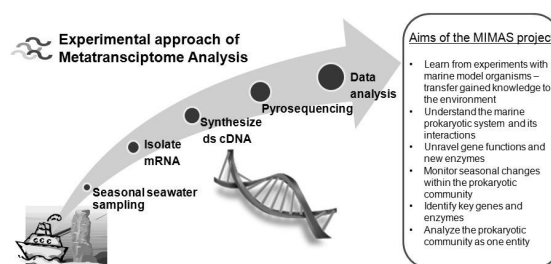 Experimental approach of
Metatransciptome Analysis
Data
analysis
Pyrosequencing
Synthesize
ds cDNA
Isolate
mRNA
Seasonal seawater
sampling
Aims of the MIMAS project
• Learn from experiments with
marine model organisms –
transfer gained knowledge to
the environment
• Understand the marine
prokaryotic system and its
interactions
• Unravel gene functions and
new enzymes
• Monitor seasonal changes
within the prokaryotic
community
• Identify key genes and
enzymes
• Analyze the prokaryotic
community as one entity